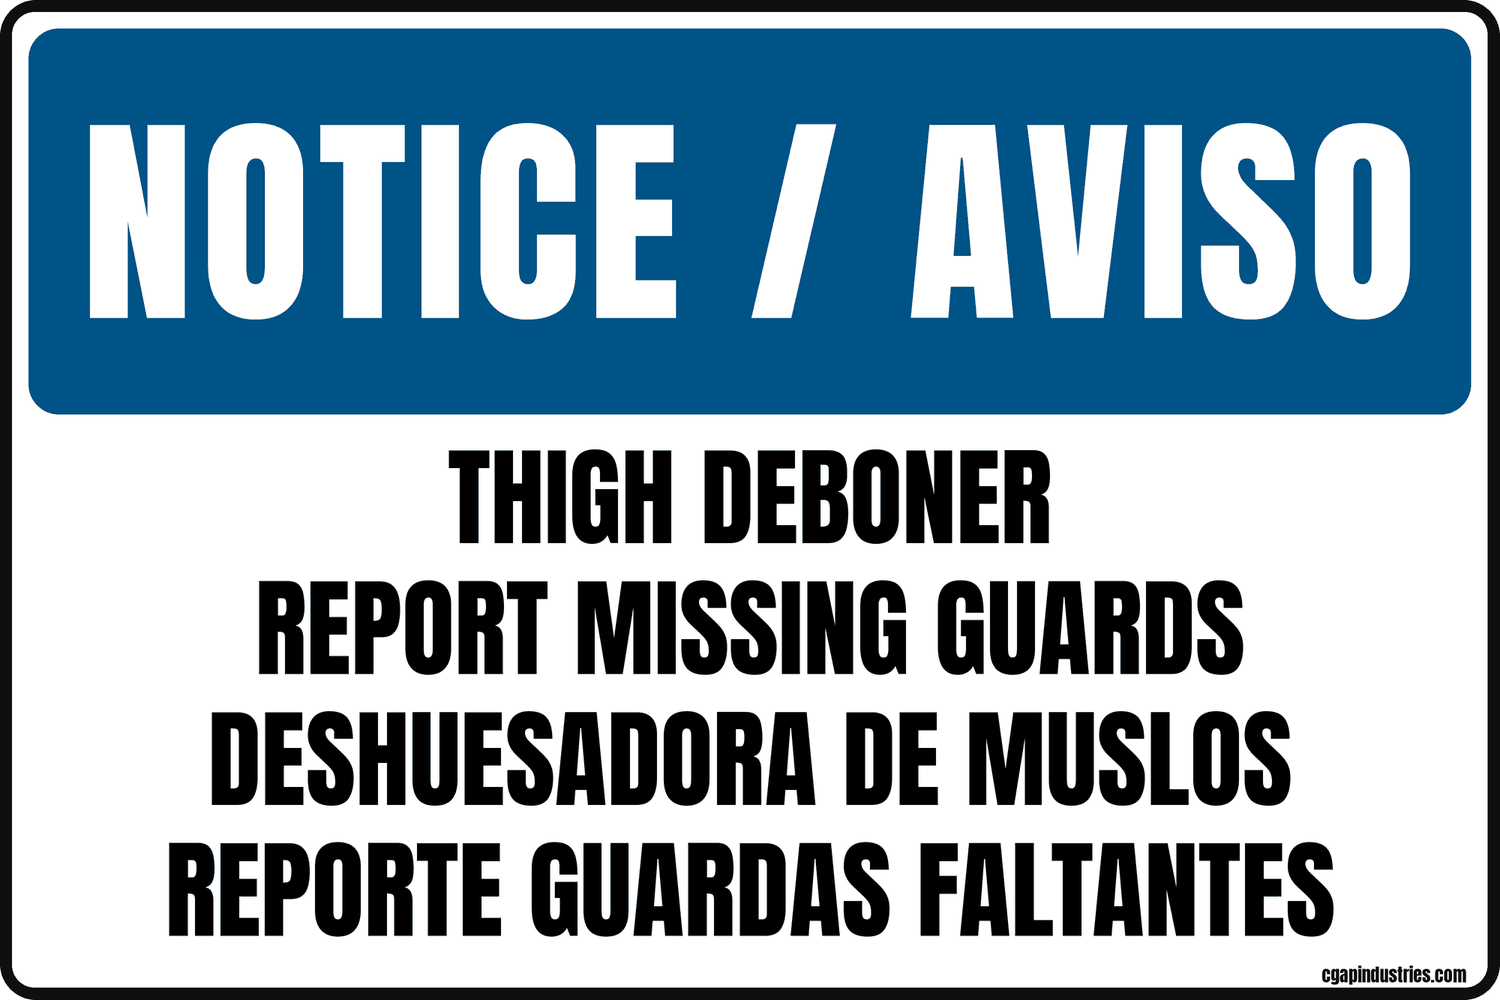 NOTICE / AVISO
THIGH DEBONER
REPORT MISSING GUARDS
DESHUESADORA DE MUSLOS
REPORTE GUARDAS FALTANTES
cgapindustries.com